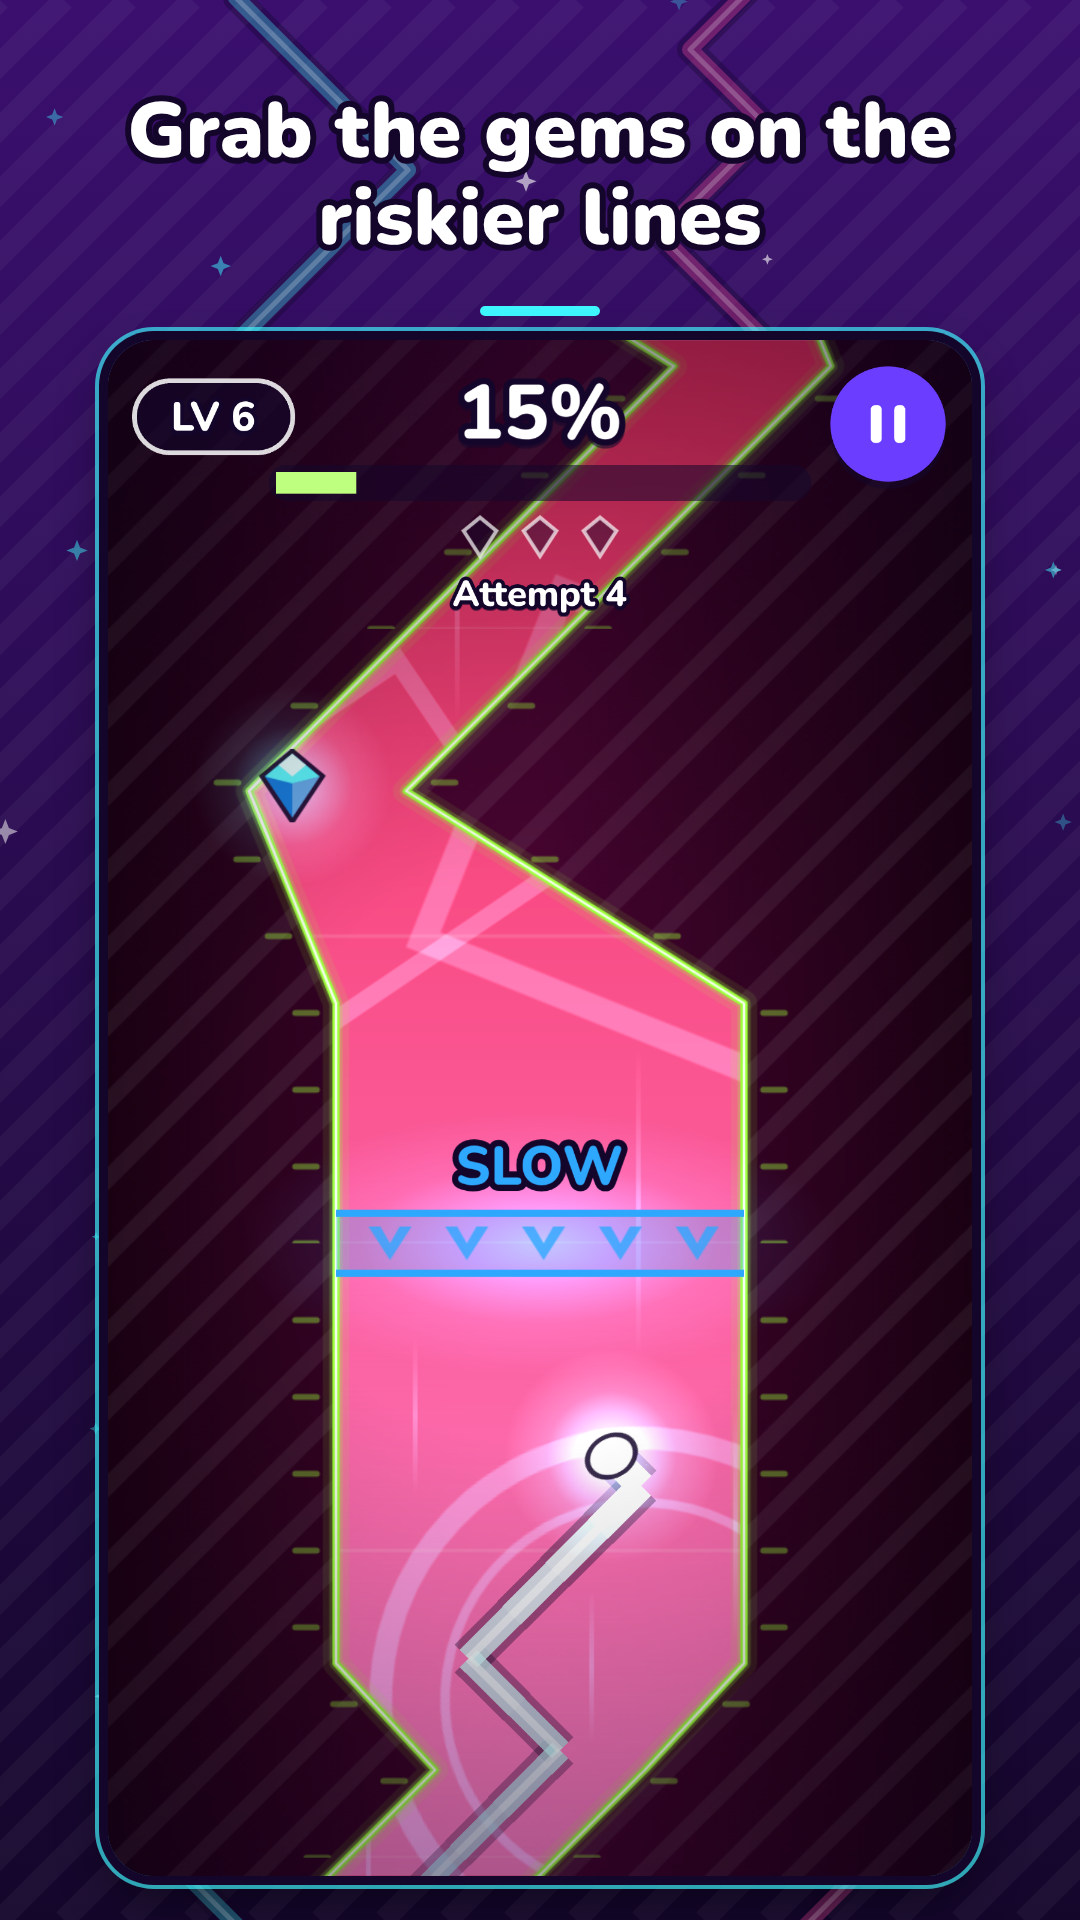 Grab the gems on the
riskier lines
LV 6
15%
Attempt 4
SLOW